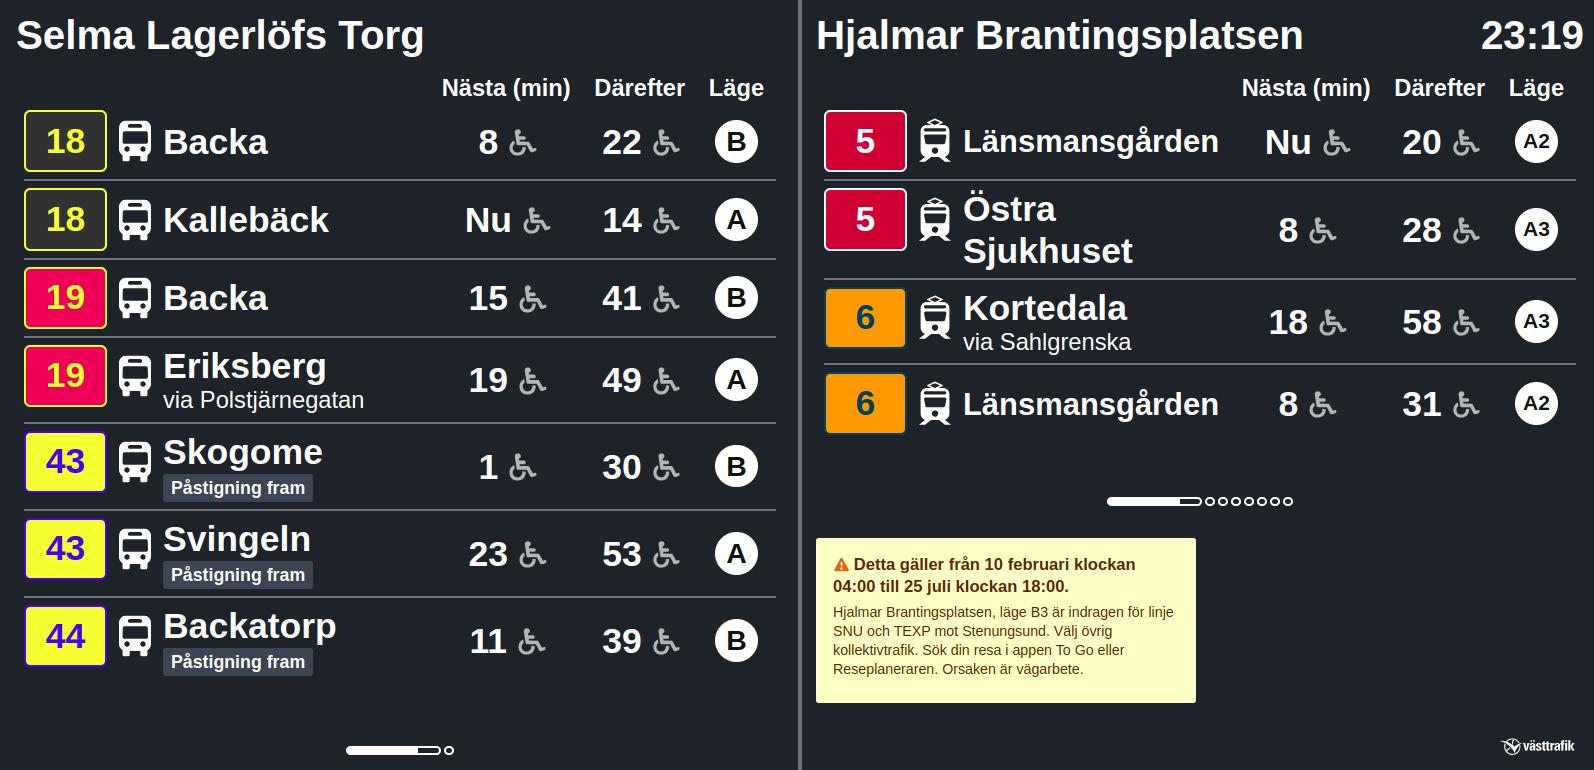 Selma Lagerlöfs Torg
Nästa (min) Därefter Läge
18 Backa 8 22 B
18 Kallebäck Nu 14 A
19 Backa 15 41 B
19 Eriksberg 19 49 A
via Polstjärnegatan
43 Skogome 1 30 B
Påstigning fram
43 Svingeln 23 53 A
Påstigning fram
44 Backatorp 11 39 B
Påstigning fram
Hjalmar Brantingsplatsen 23:19
Nästa (min) Därefter Läge
5 Länsmansgården Nu 20 A2
5 Östra
Sjukhuset 8 28 A3
6 Kortedala 18 58 A3
via Sahlgrenska
6 Länsmansgården 8 31 A2
Detta gäller från 10 februari klockan
04:00 till 25 juli klockan 18:00.
Hjalmar Brantingsplatsen, läge B3 är indragen för linje
SNU och TEXP mot Stenungsund. Välj övrig
kollektivtrafik. Sök din resa i appen To Go eller
Reseplaneraren. Orsaken är vägarbete.
västtrafik